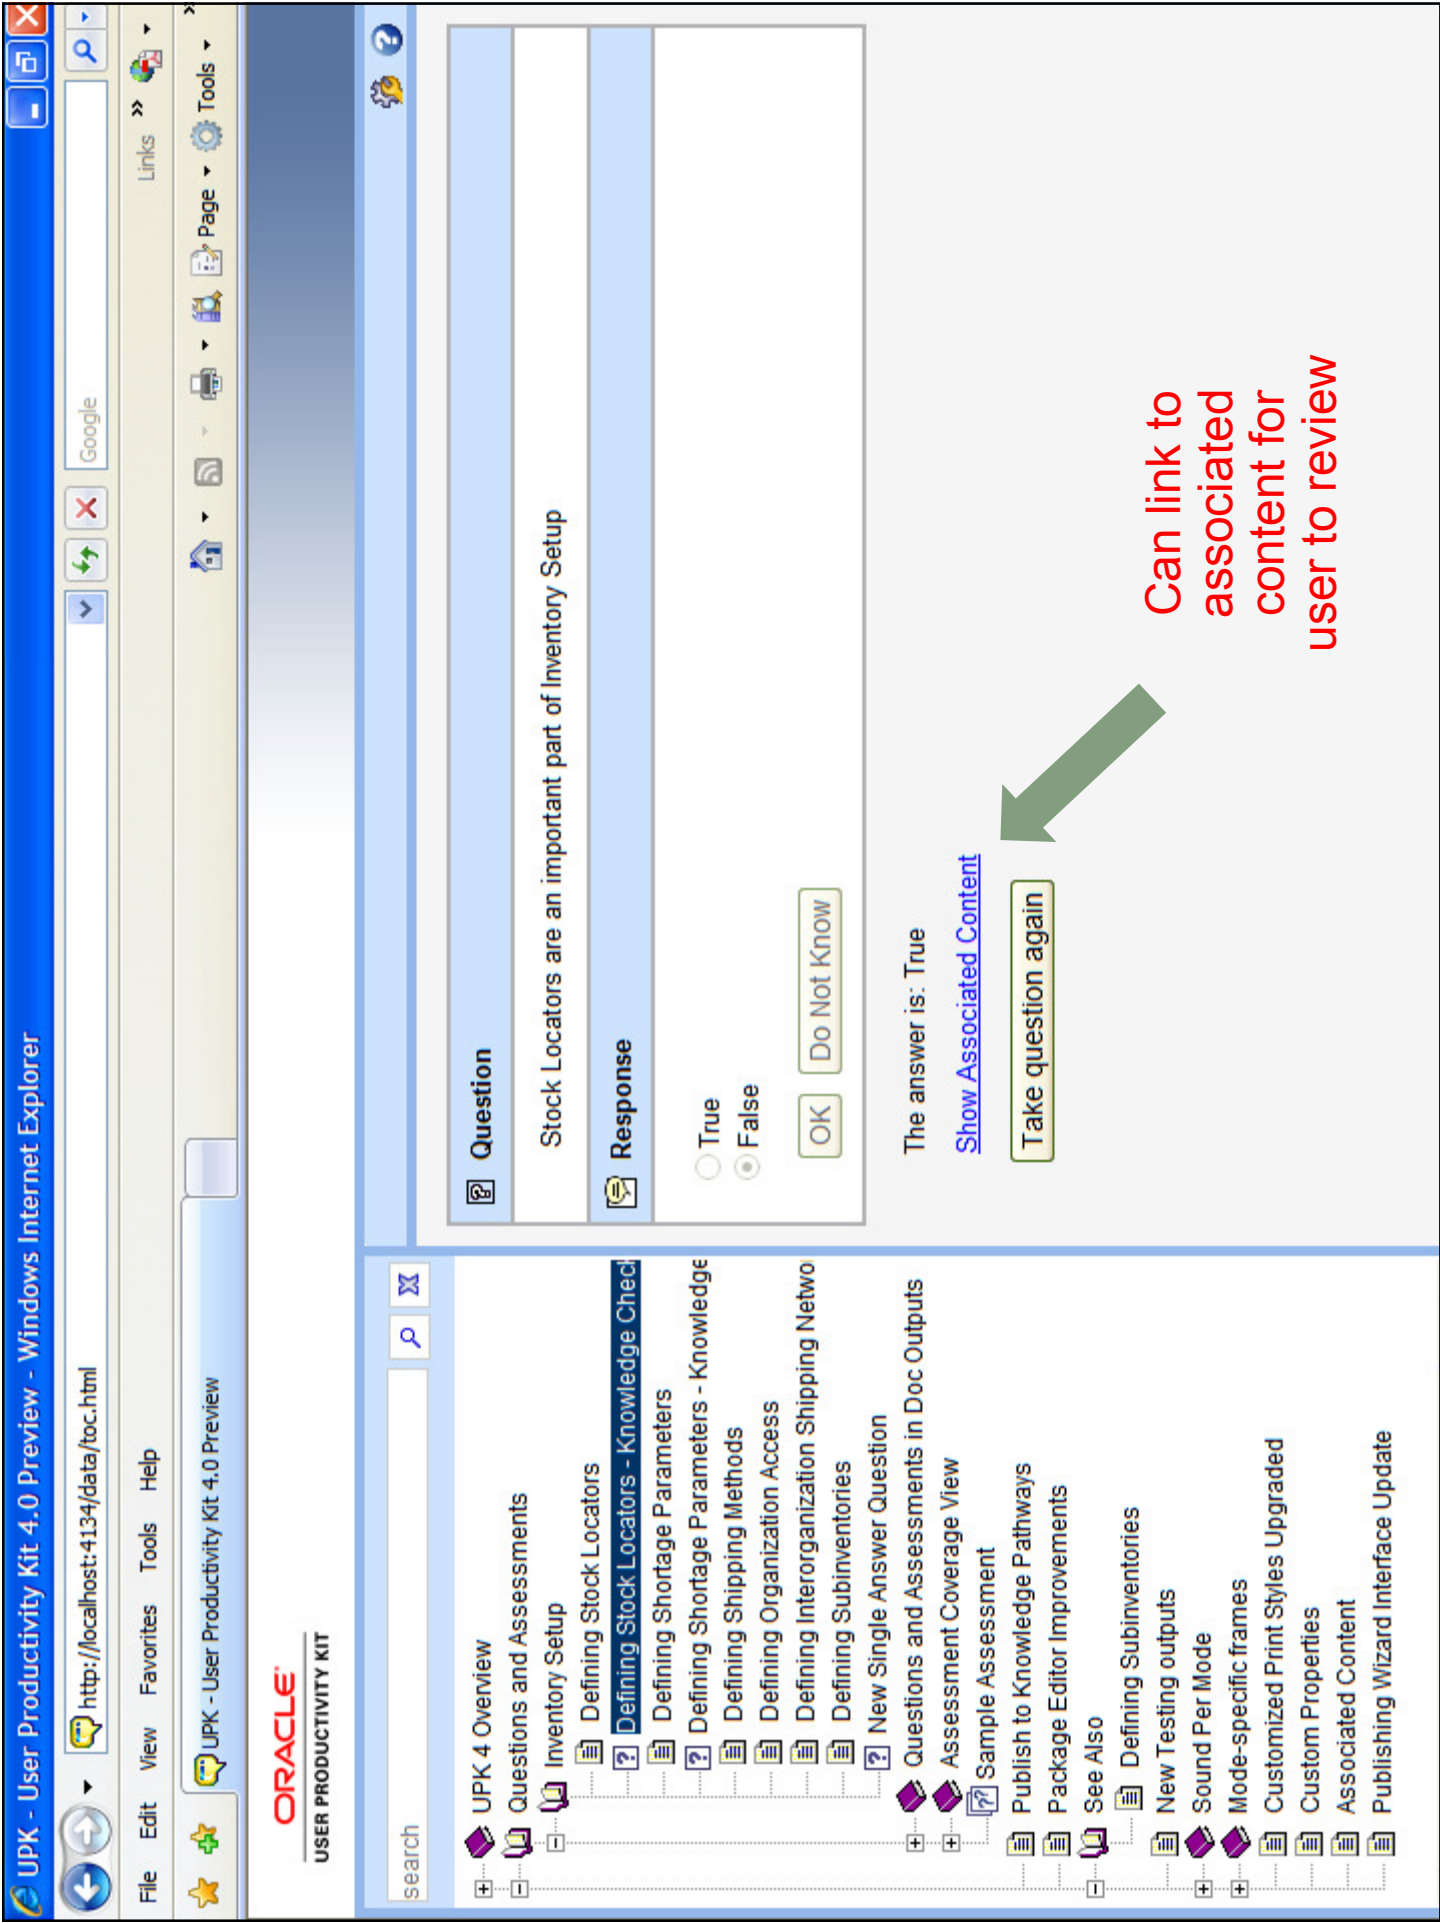 UPK - User Productivity Kit 4.0 Preview - Windows Internet Explorer
http://localhost:4134/data/toc.html
Google
File Edit View Favorites Tools Help
Links »
UPK - User Productivity Kit 4.0 Preview
Page Tools »
ORACLE
USER PRODUCTIVITY KIT
search
UPK 4 Overview
Questions and Assessments
Inventory Setup
Defining Stock Locators
Defining Stock Locators - Knowledge Check
Defining Shortage Parameters
Defining Shortage Parameters - Knowledge
Defining Shipping Methods
Defining Organization Access
Defining Interorganization Shipping Netwo
Defining Subinventories
New Single Answer Question
Questions and Assessments in Doc Outputs
Assessment Coverage View
Sample Assessment
Publish to Knowledge Pathways
Package Editor Improvements
See Also
Defining Subinventories
New Testing outputs
Sound Per Mode
Mode-specific frames
Customized Print Styles Upgraded
Custom Properties
Associated Content
Publishing Wizard Interface Update
Question
Stock Locators are an important part of Inventory Setup
Response
True
False
OK Do Not Know
The answer is: True
Show Associated Content
Take question again
Can link to
associated
content for
user to review